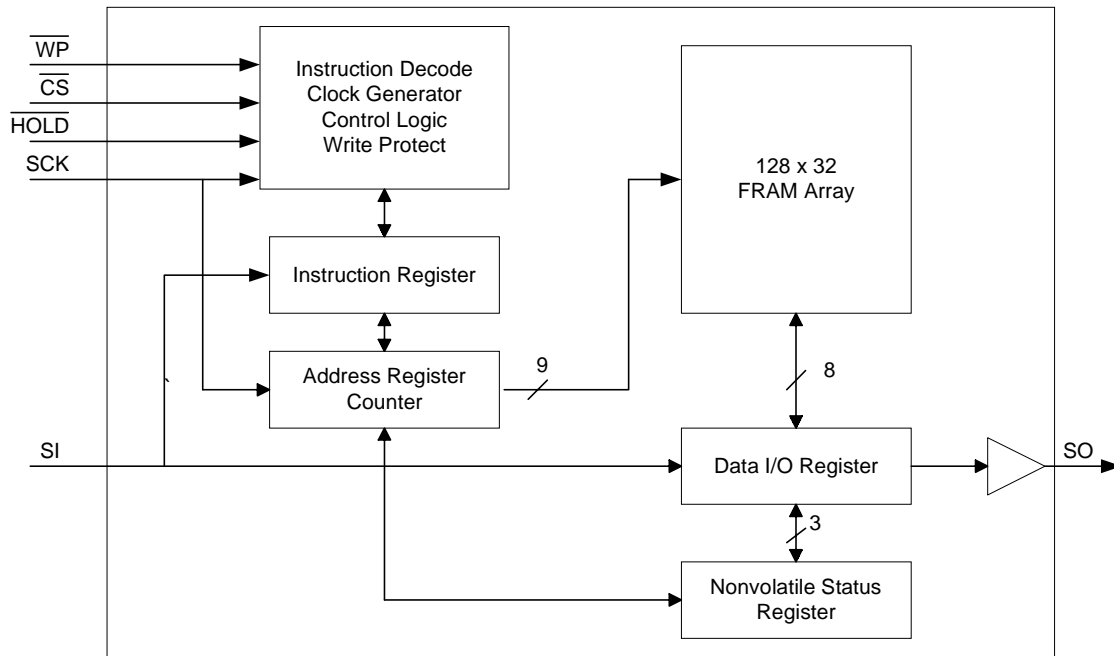 WP
CS
HOLD
SCK
Instruction Decode
Clock Generator
Control Logic
Write Protect
128 x 32
FRAM Array
Instruction Register
Address Register
Counter
9
8
`
SI
Data I/O Register
SO
3
Nonvolatile Status
Register